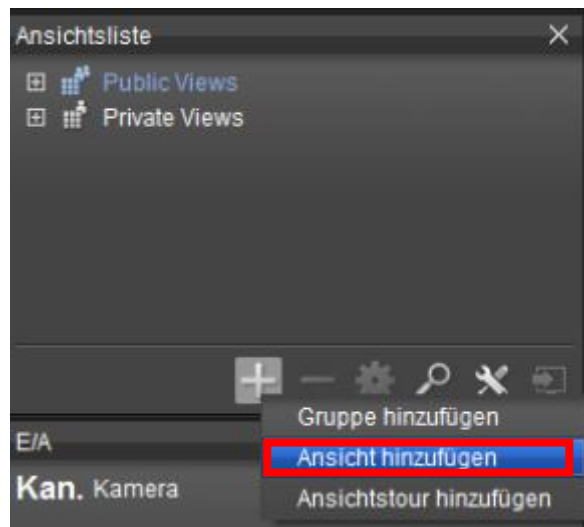 Ansichtsliste
Public Views
Private Views
Gruppe hinzufügen
E/A
Ansicht hinzufügen
Kan. Kamera
Ansichtstour hinzufügen